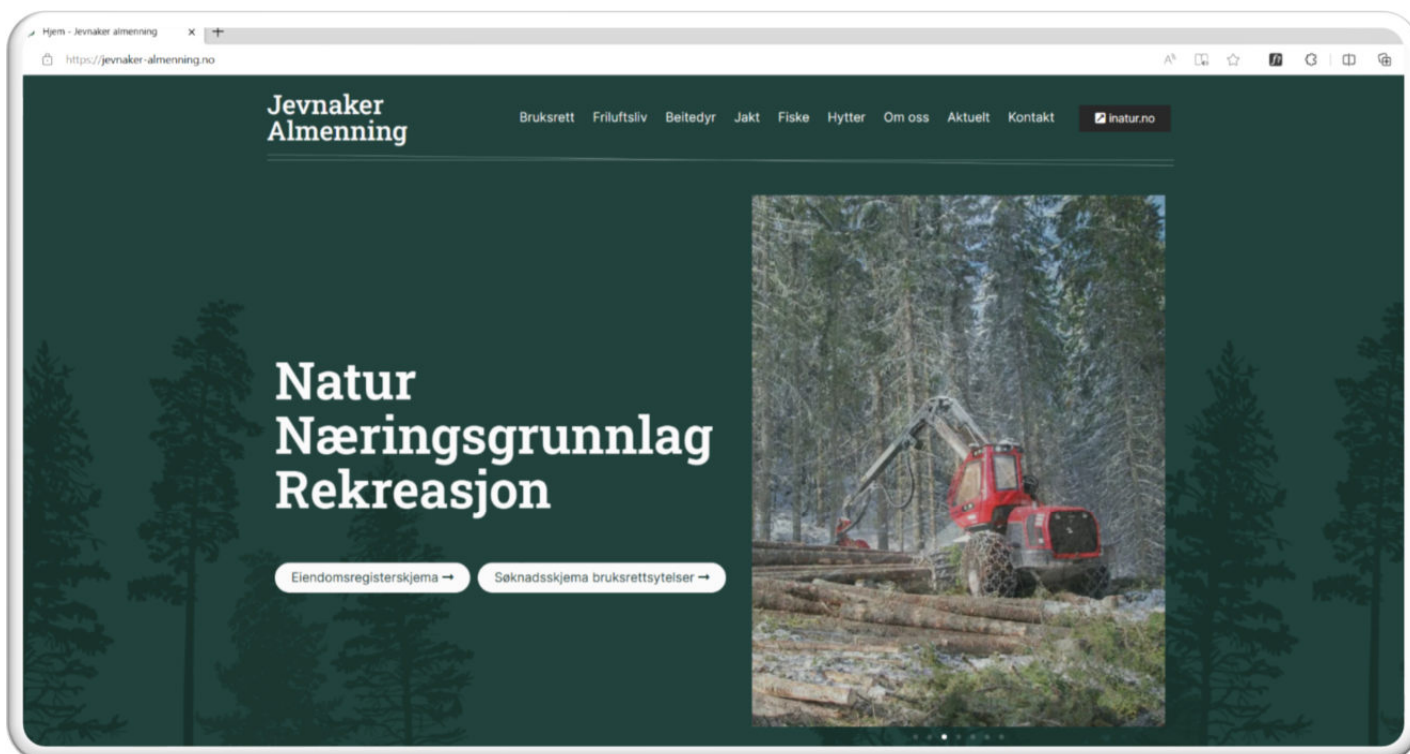 Hjem - Jevnaker almenning
https://jevnaker-almenning.no
Jevnaker
Almenning
Bruksrett Friluftsliv Beitedyr Jakt Fiske Hytter Om oss Aktuelt Kontakt inatur.no
Natur
Næringsgrunnlag
Rekreasjon
Eiendomsregisterskjema → Søknadsskjema bruksrettsytelser →